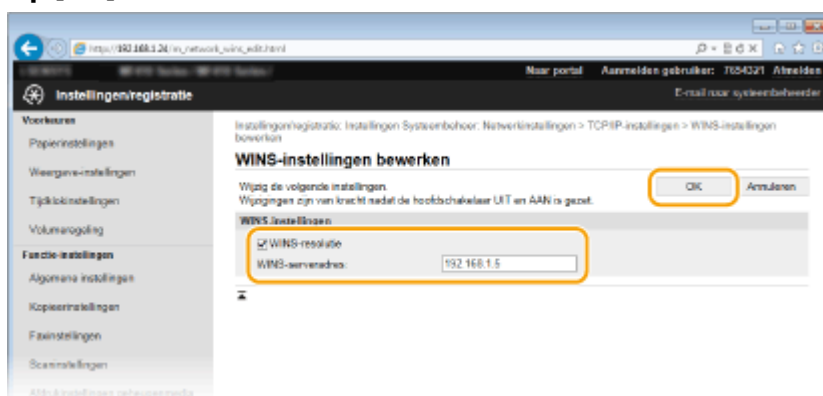 http://192.168.1.24/m_network_wins_edit.html
Naar portal Aanmelden gebruiker: 7654321 Afmelden
Instellingen/registratie E-mail naar systeembeheerder
Voorkeuren
Papierinstellingen
Weergave-instellingen
Tijdklokinstellingen
Volumeregeling
Functie-instellingen
Algemene instellingen
Kopieerinstellingen
Faxinstellingen
Scaninstellingen
Instellingen/registratie: Instellingen Systeembeheer: Netwerkinstellingen > TCP/IP-instellingen > WINS-instellingen
bewerken
WINS-instellingen bewerken
Wijzig de volgende instellingen.
Wijzigingen zijn van kracht nadat de hoofdschakelaar UIT en AAN is gezet.
OK Annuleren
WINS-instellingen
WINS-resolutie
WINS-serveradres: 192.168.1.5